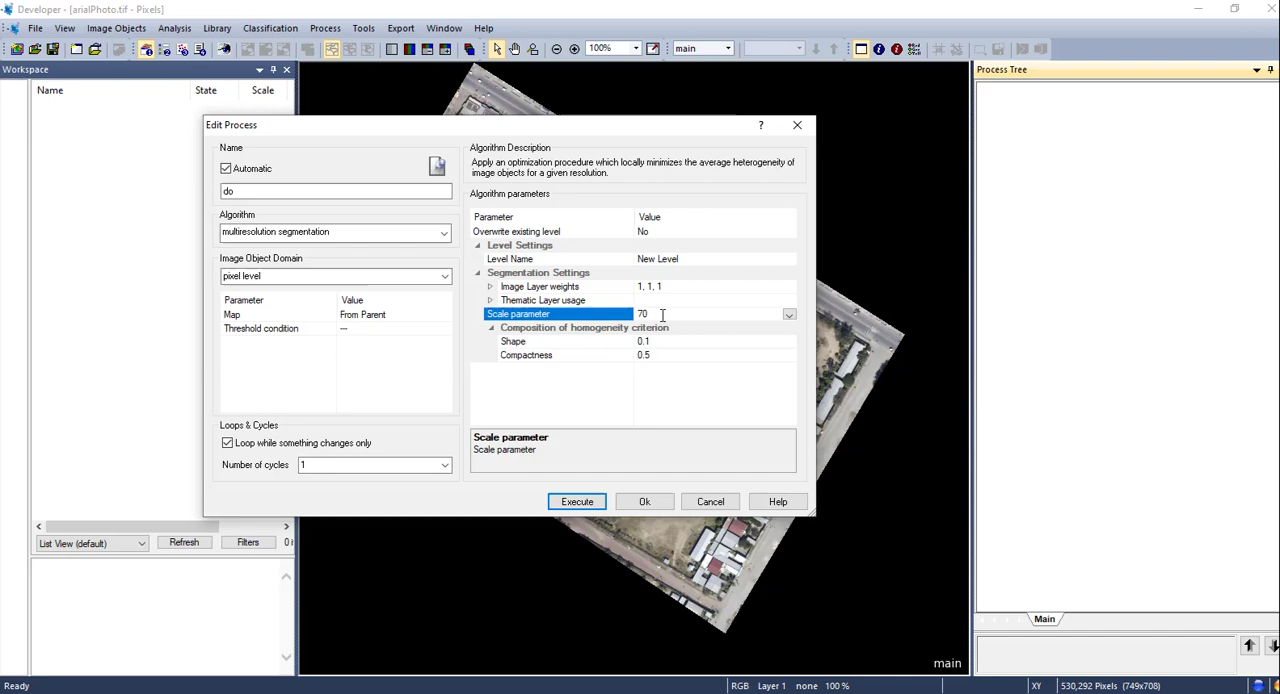 Developer - [arialPhoto.tif - Pixels]
File View Image Objects Analysis Library Classification Process Tools Export Window Help
100% main
Workspace
Process Tree
Name State Scale
Edit Process ?
Name
Automatic
do
Algorithm
multiresolution segmentation
Image Object Domain
pixel level
Parameter Value
Map From Parent
Threshold condition ---
Loops & Cycles
Loop while something changes only
Number of cycles 1
Algorithm Description
Apply an optimization procedure which locally minimizes the average heterogeneity of
image objects for a given resolution.
Algorithm parameters
Parameter Value
Overwrite existing level No
Level Settings
Level Name New Level
Segmentation Settings
Image Layer weights 1, 1, 1
Thematic Layer usage
Scale parameter 70
Composition of homogeneity criterion
Shape 0.1
Compactness 0.5
Scale parameter
Scale parameter
Execute Ok Cancel Help
List View (default) Refresh Filters
Main
main
Ready RGB Layer 1 none 100 % XY 530,292 Pixels (749x708)